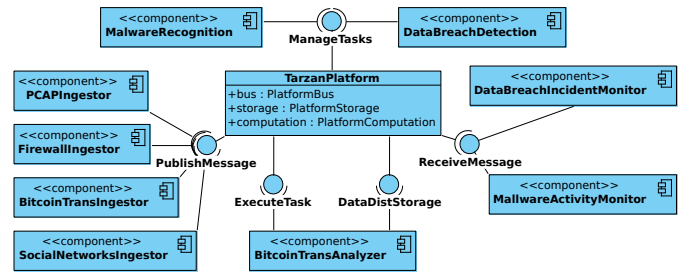 <<component>>
MalwareRecognition
<<component>>
DataBreachDetection
ManageTasks
<<component>>
PCAPIngestor
TarzanPlatform
+bus : PlatformBus
+storage : PlatformStorage
+computation : PlatformComputation
<<component>>
DataBreachIncidentMonitor
<<component>>
FirewallIngestor
PublishMessage
ReceiveMessage
<<component>>
BitcoinTransIngestor
ExecuteTask
DataDistStorage
<<component>>
MallwareActivityMonitor
<<component>>
SocialNetworksIngestor
<<component>>
BitcoinTransAnalyzer